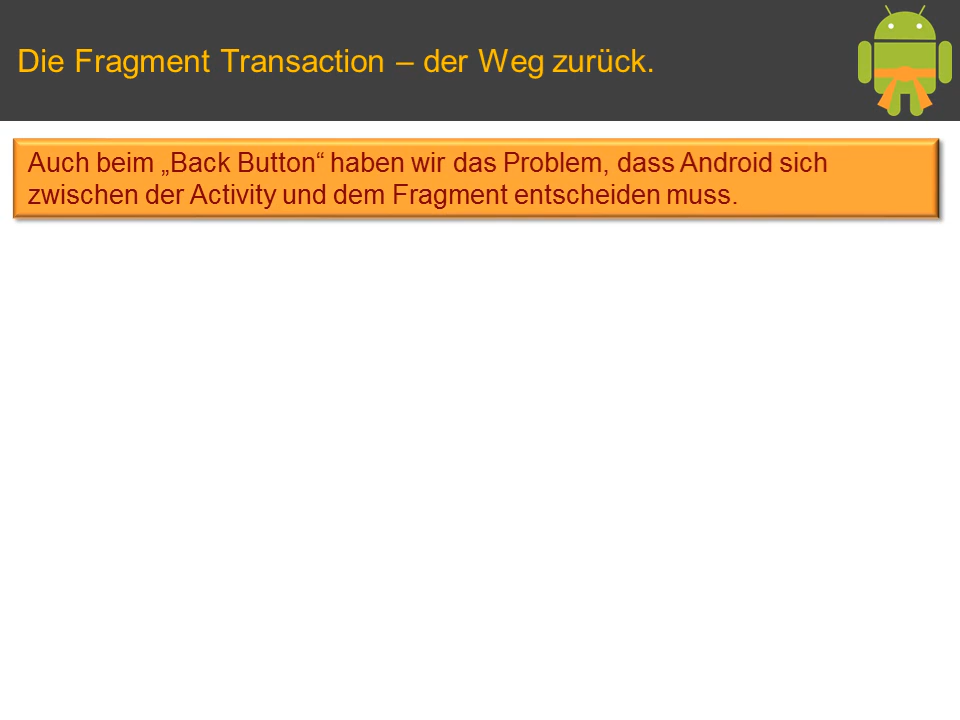 Die Fragment Transaction – der Weg zurück.
Auch beim „Back Button“ haben wir das Problem, dass Android sich
zwischen der Activity und dem Fragment entscheiden muss.